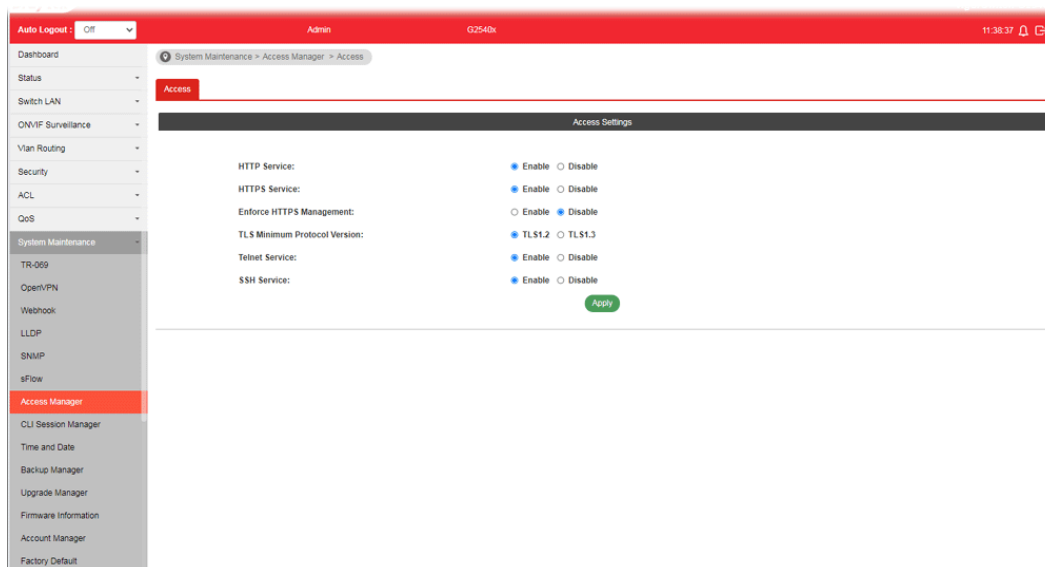 Auto Logout : Off Admin G2540x 11:38:37
Dashboard
Status
Switch LAN
ONVIF Surveillance
Vlan Routing
Security
ACL
QoS
System Maintenance
TR-069
OpenVPN
Webhook
LLDP
SNMP
sFlow
Access Manager
CLI Session Manager
Time and Date
Backup Manager
Upgrade Manager
Firmware Information
Account Manager
Factory Default
System Maintenance > Access Manager > Access
Access
Access Settings
HTTP Service: Enable Disable
HTTPS Service: Enable Disable
Enforce HTTPS Management: Enable Disable
TLS Minimum Protocol Version: TLS1.2 TLS1.3
Telnet Service: Enable Disable
SSH Service: Enable Disable
Apply